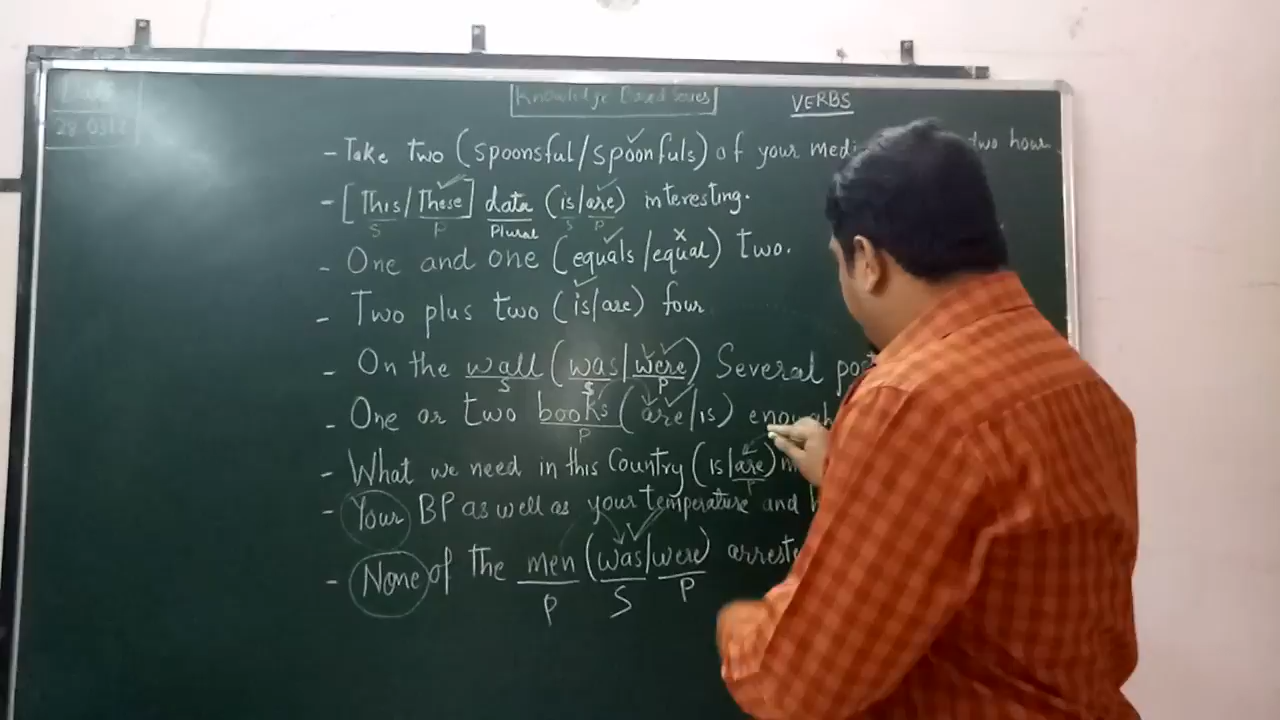 Knowledge Based Series
VERBS
- Take two (spoonsful/spoonfuls) of your two hour
- [This/These] data (is/are) interesting.
S P Plural S P
- One and one (equals/equal) two.
- Two plus two (is/are) four
- On the wall (was/were) Several
S S P
- One or two books (are/is) enough
P
- What we need in this Country (is/are)
P
- Your BP as well as your temperature and
- None of the men (was/were)
P S P